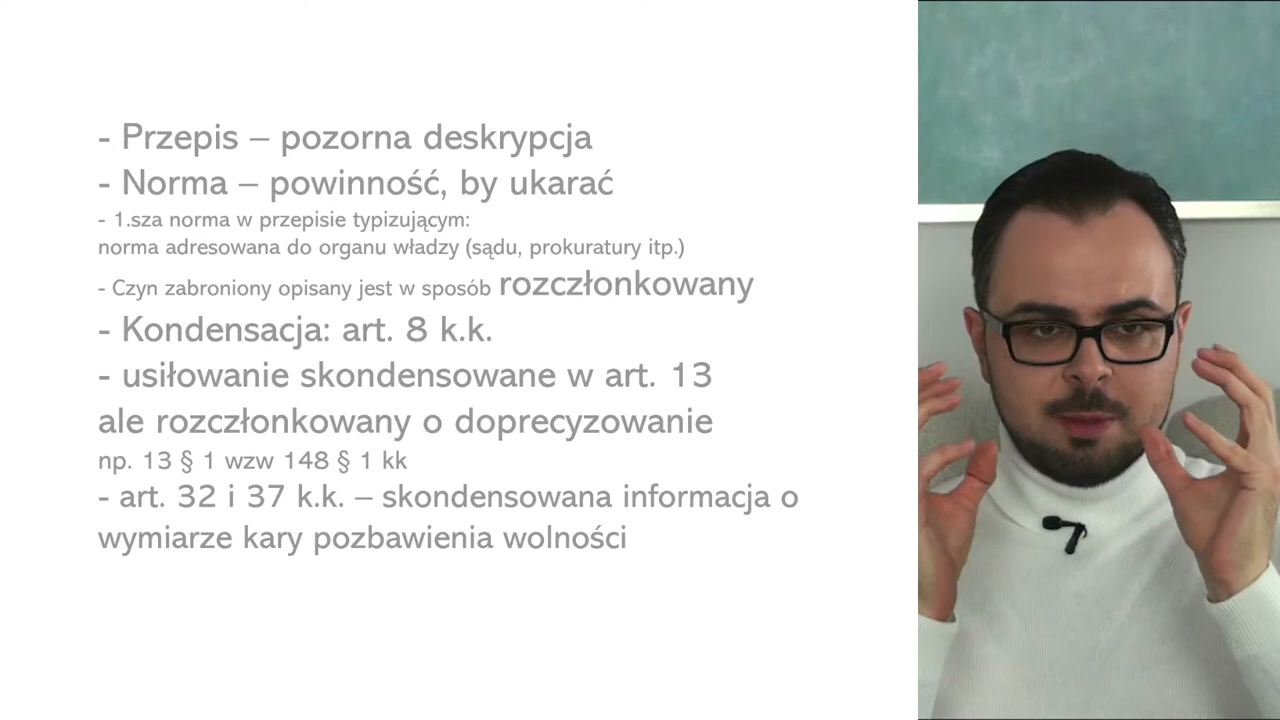 - Przepis – pozorna deskrypcja
- Norma – powinność, by ukarać
- 1.sza norma w przepisie typizującym:
norma adresowana do organu władzy (sądu, prokuratury itp.)
- Czyn zabroniony opisany jest w sposób rozczłonkowany
- Kondensacja: art. 8 k.k.
- usiłowanie skondensowane w art. 13
ale rozczłonkowany o doprecyzowanie
np. 13 § 1 wzw 148 § 1 kk
- art. 32 i 37 k.k. – skondensowana informacja o
wymiarze kary pozbawienia wolności